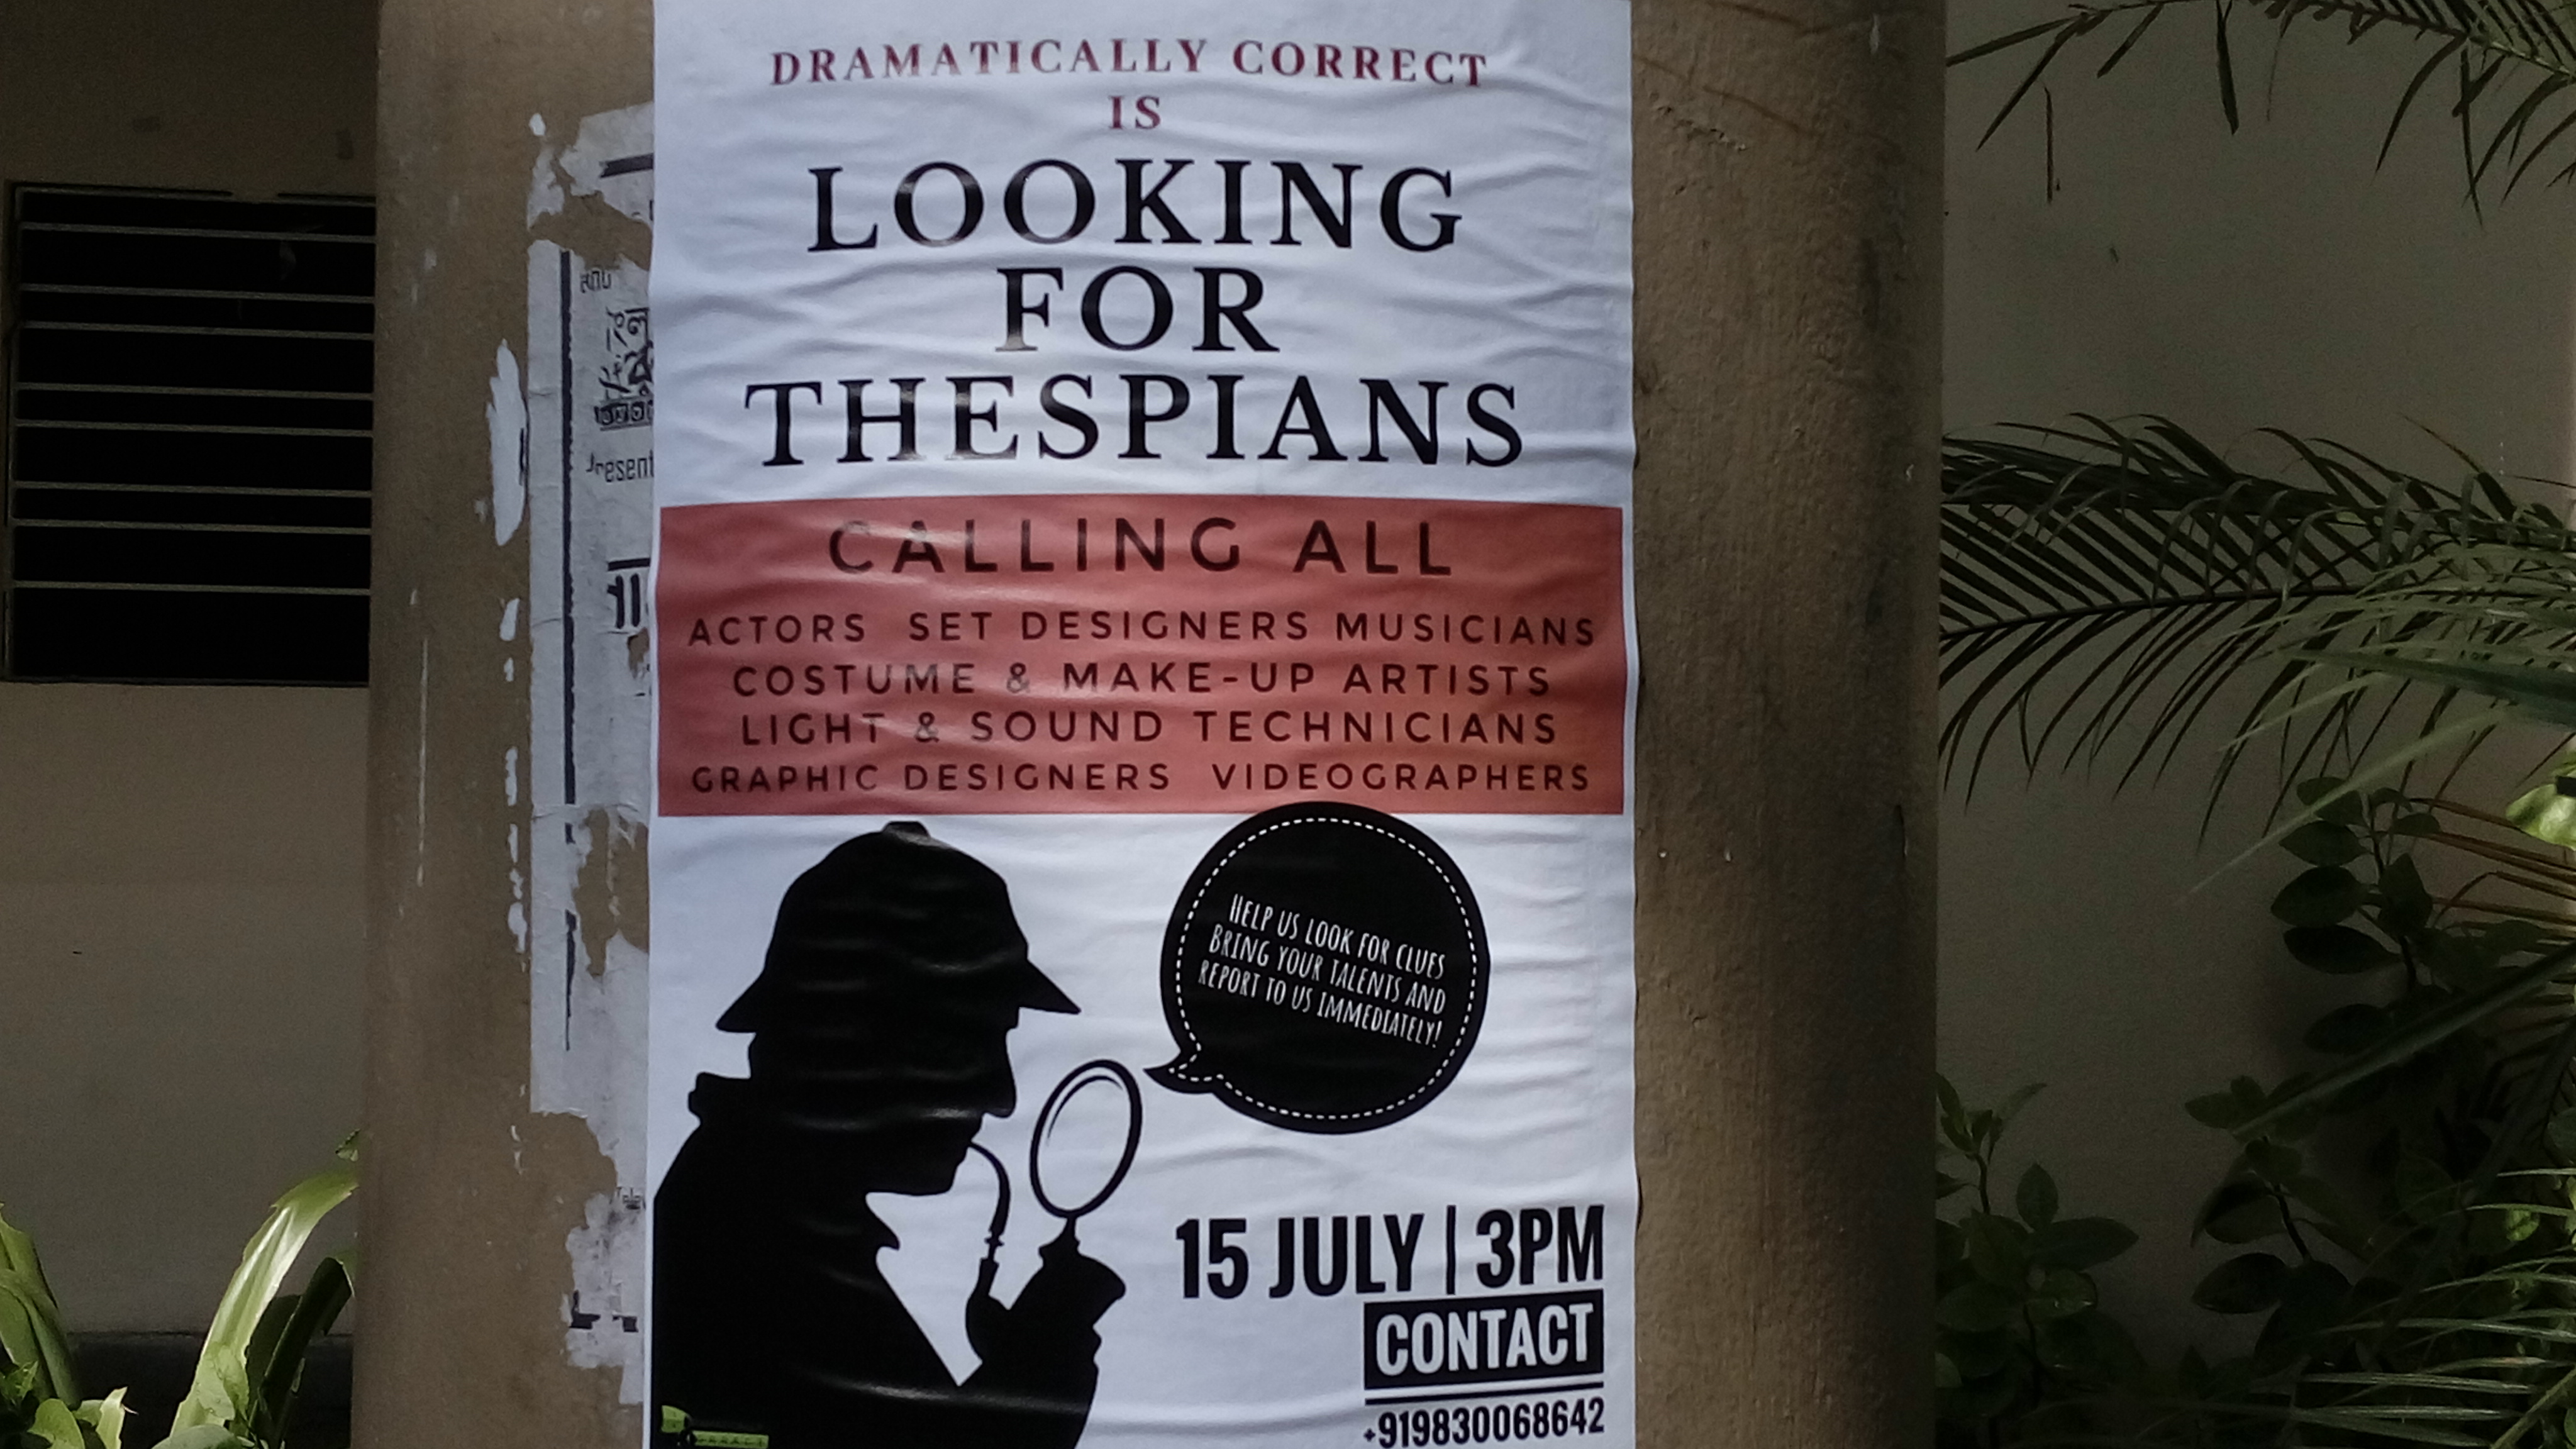 DRAMATICALLY CORRECT
IS
LOOKING
FOR
THESPIANS
CALLING ALL
ACTORS SET DESIGNERS MUSICIANS
COSTUME & MAKE-UP ARTISTS
LIGHT & SOUND TECHNICIANS
GRAPHIC DESIGNERS VIDEOGRAPHERS
HELP US LOOK FOR CLUES
BRING YOUR TALENTS AND
REPORT TO US IMMEDIATELY!
15 JULY | 3PM
CONTACT
+919830068642